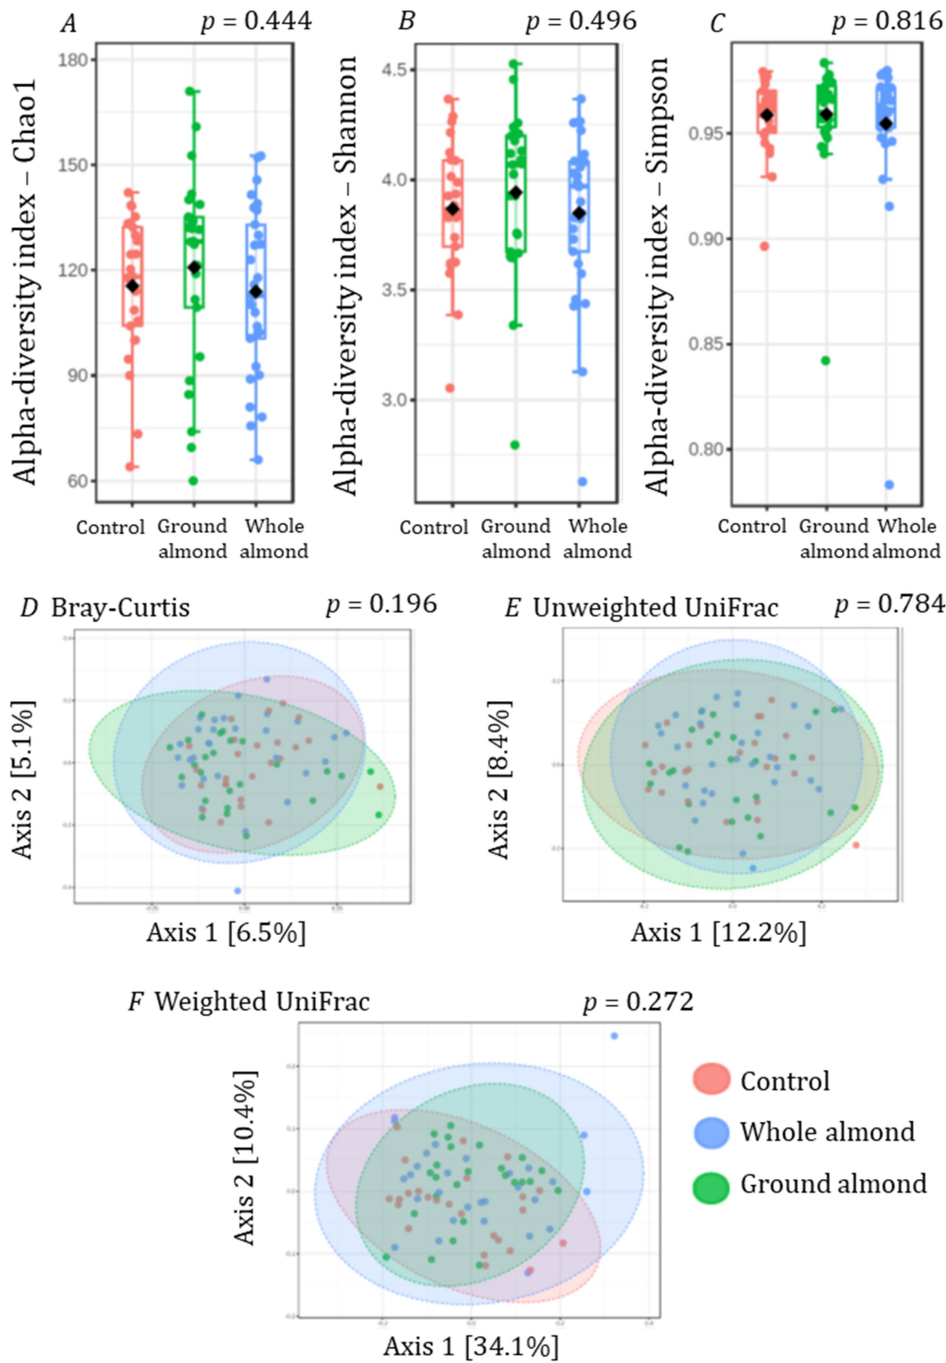 A p = 0.444
B p = 0.496
C p = 0.816
Alpha-diversity index – Chao1
180
150
120
90
60
Control
Ground almond
Whole almond
Alpha-diversity index – Shannon
4.5
4.0
3.5
3.0
Control
Ground almond
Whole almond
Alpha-diversity index – Simpson
0.95
0.90
0.85
0.80
Control
Ground almond
Whole almond
D Bray-Curtis p = 0.196
Axis 2 [5.1%]
Axis 1 [6.5%]
E Unweighted UniFrac p = 0.784
Axis 2 [8.4%]
Axis 1 [12.2%]
F Weighted UniFrac p = 0.272
Axis 2 [10.4%]
Axis 1 [34.1%]
Control
Whole almond
Ground almond